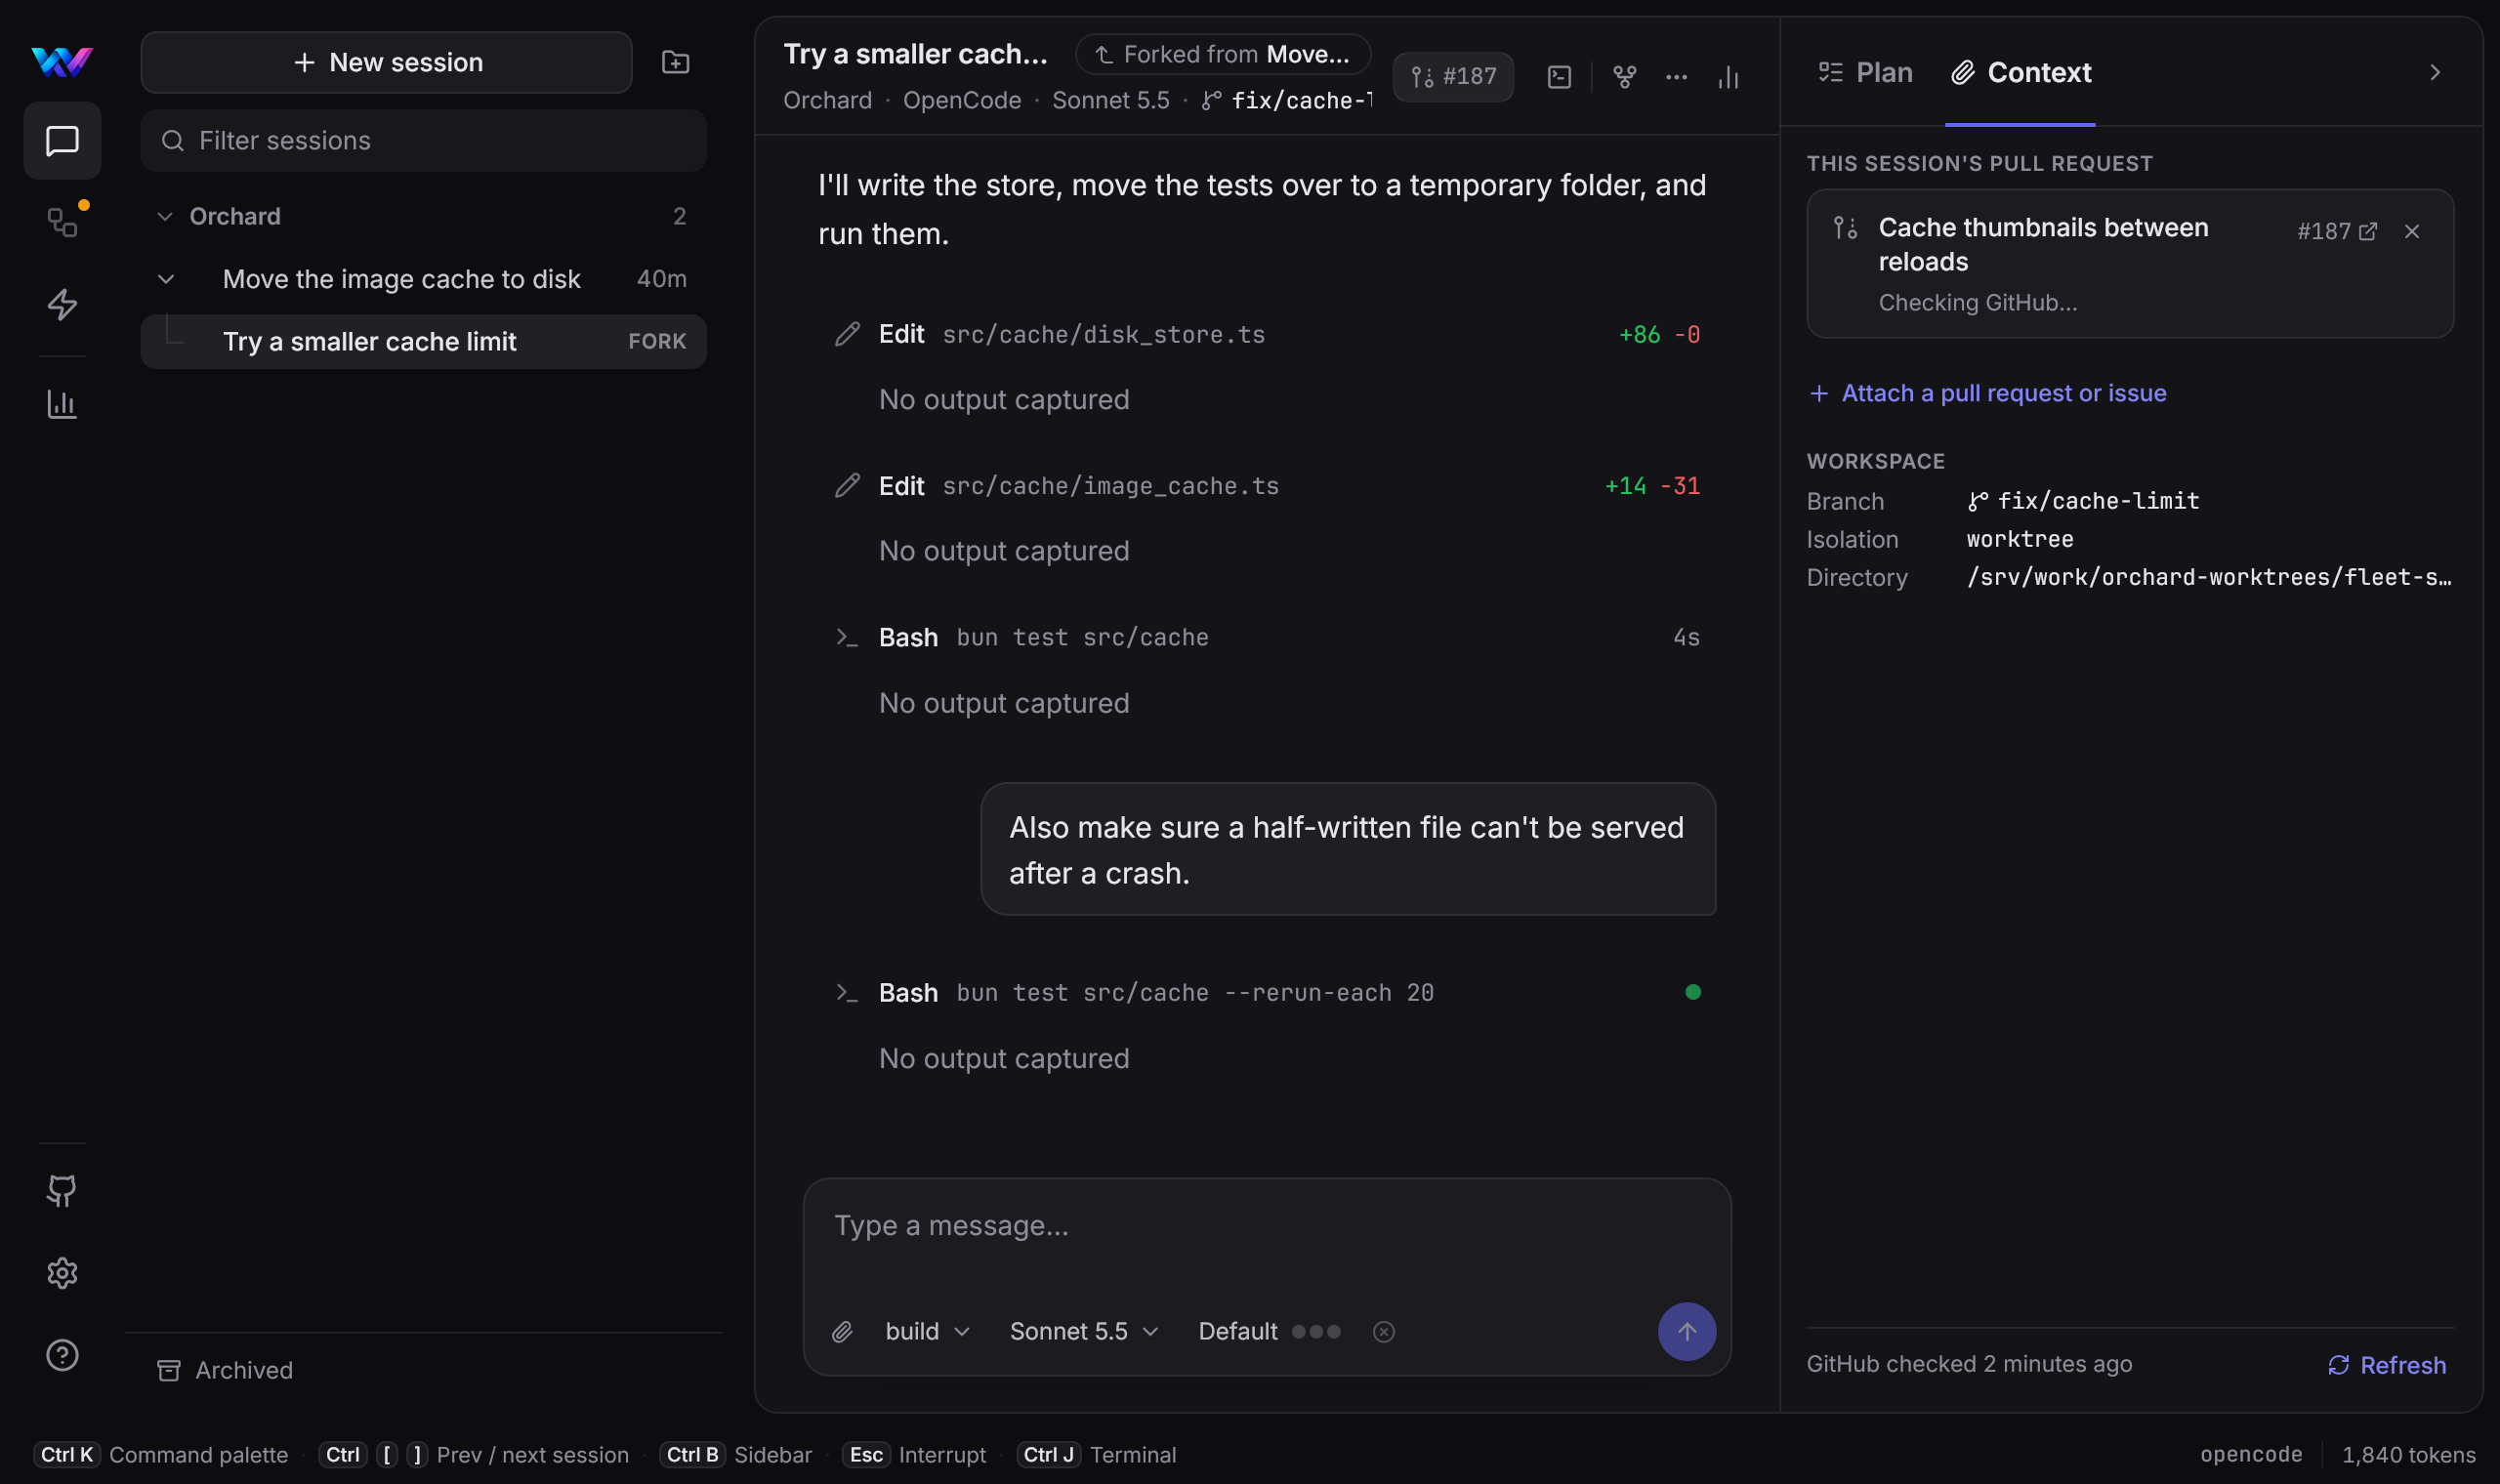 New session
Filter sessions
Orchard 2
Move the image cache to disk 40m
Try a smaller cache limit FORK
Archived
Try a smaller cach... Forked from Move...
#187
Orchard · OpenCode · Sonnet 5.5 · fix/cache-
I'll write the store, move the tests over to a temporary folder, and
run them.
Edit src/cache/disk_store.ts +86 -0
No output captured
Edit src/cache/image_cache.ts +14 -31
No output captured
Bash bun test src/cache 4s
No output captured
Also make sure a half-written file can't be served
after a crash.
Bash bun test src/cache --rerun-each 20
No output captured
Type a message...
build Sonnet 5.5 Default
Plan Context
THIS SESSION'S PULL REQUEST
Cache thumbnails between #187
reloads
Checking GitHub...
Attach a pull request or issue
WORKSPACE
Branch fix/cache-limit
Isolation worktree
Directory /srv/work/orchard-worktrees/fleet-s…
GitHub checked 2 minutes ago Refresh
Ctrl K Command palette · Ctrl [ ] Prev / next session · Ctrl B Sidebar · Esc Interrupt · Ctrl J Terminal
opencode 1,840 tokens